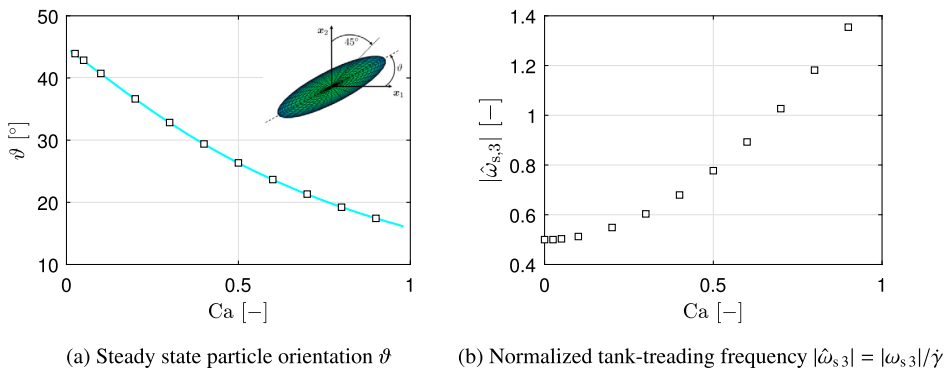 50
40
30
20
10
ϑ [°]
0
0.5
1
Ca [−]
x₂
45°
ϑ
x₁
1.4
1.2
1
0.8
0.6
0.4
|ω̂s,3| [−]
0
0.5
1
Ca [−]
(a) Steady state particle orientation ϑ
(b) Normalized tank-treading frequency |ω̂s 3| = |ωs 3|/γ̇